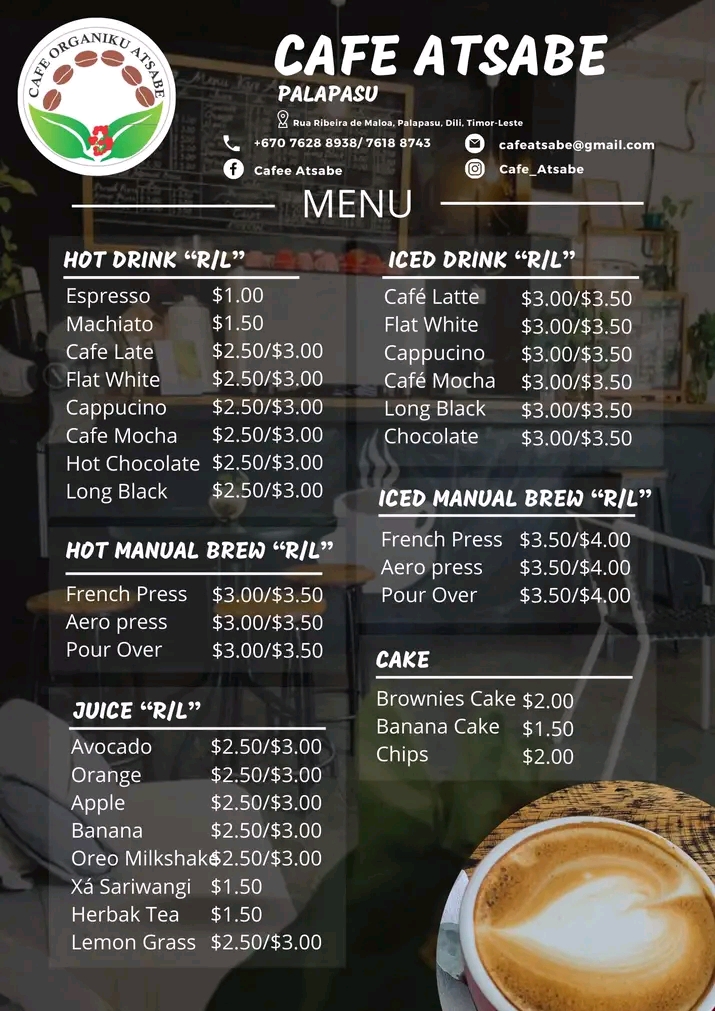 CAFE ORGANIKU ATSABE
CAFE ATSABE
PALAPASU
Rua Ribeira de Maloa, Palapasu, Dili, Timor-Leste
+670 7628 8938/ 7618 8743
cafeatsabe@gmail.com
Cafee Atsabe
Cafe_Atsabe
MENU
HOT DRINK “R/L”
Espresso $1.00
Machiato $1.50
Cafe Late $2.50/$3.00
Flat White $2.50/$3.00
Cappucino $2.50/$3.00
Cafe Mocha $2.50/$3.00
Hot Chocolate $2.50/$3.00
Long Black $2.50/$3.00
HOT MANUAL BREW “R/L”
French Press $3.00/$3.50
Aero press $3.00/$3.50
Pour Over $3.00/$3.50
JUICE “R/L”
Avocado $2.50/$3.00
Orange $2.50/$3.00
Apple $2.50/$3.00
Banana $2.50/$3.00
Oreo Milkshake $2.50/$3.00
Xá Sariwangi $1.50
Herbak Tea $1.50
Lemon Grass $2.50/$3.00
ICED DRINK “R/L”
Café Latte $3.00/$3.50
Flat White $3.00/$3.50
Cappucino $3.00/$3.50
Café Mocha $3.00/$3.50
Long Black $3.00/$3.50
Chocolate $3.00/$3.50
ICED MANUAL BREW “R/L”
French Press $3.50/$4.00
Aero press $3.50/$4.00
Pour Over $3.50/$4.00
CAKE
Brownies Cake $2.00
Banana Cake $1.50
Chips $2.00